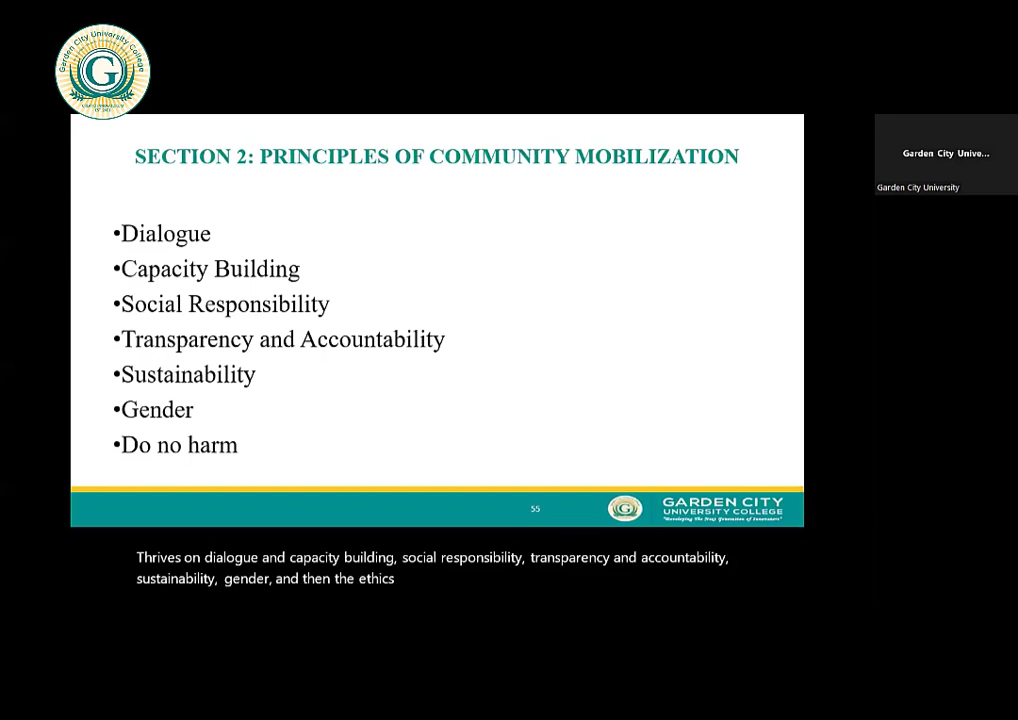 Garden City University College
G
SECTION 2: PRINCIPLES OF COMMUNITY MOBILIZATION
Garden City Unive...
Garden City University
•Dialogue
•Capacity Building
•Social Responsibility
•Transparency and Accountability
•Sustainability
•Gender
•Do no harm
55
GARDEN CITY
UNIVERSITY COLLEGE
Thrives on dialogue and capacity building, social responsibility, transparency and accountability,
sustainability, gender, and then the ethics